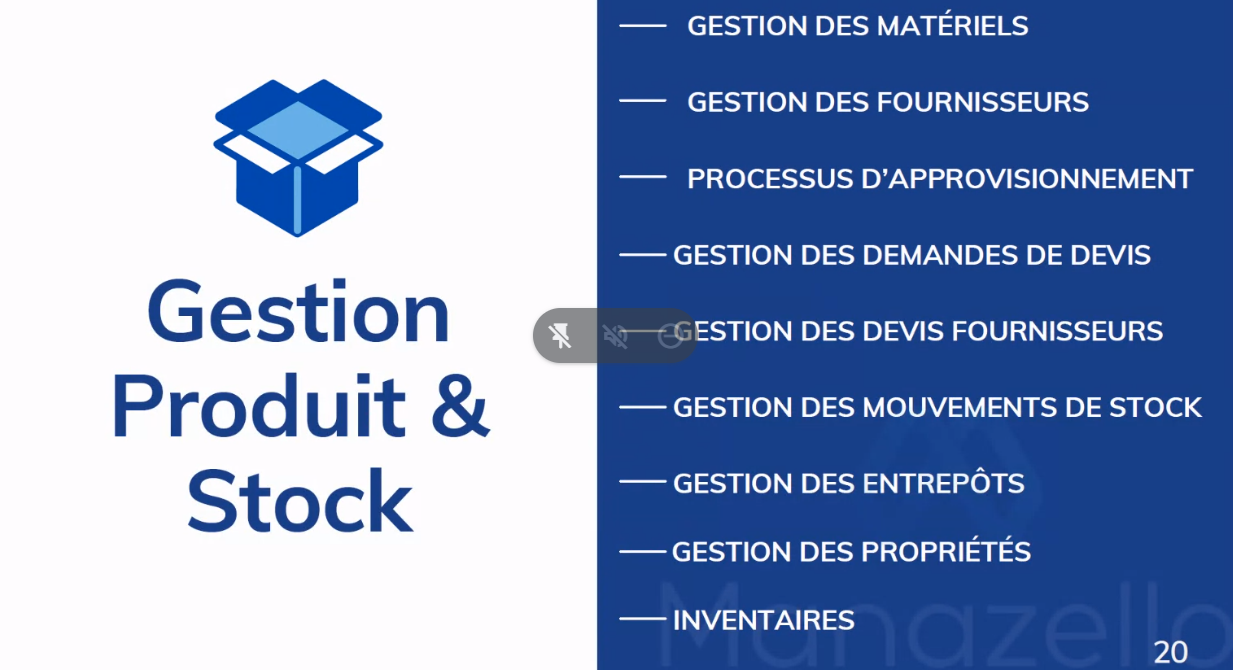 Gestion
Produit &
Stock
GESTION DES MATÉRIELS
GESTION DES FOURNISSEURS
PROCESSUS D’APPROVISIONNEMENT
GESTION DES DEMANDES DE DEVIS
GESTION DES DEVIS FOURNISSEURS
GESTION DES MOUVEMENTS DE STOCK
GESTION DES ENTREPÔTS
GESTION DES PROPRIÉTÉS
INVENTAIRES
Manazello
20